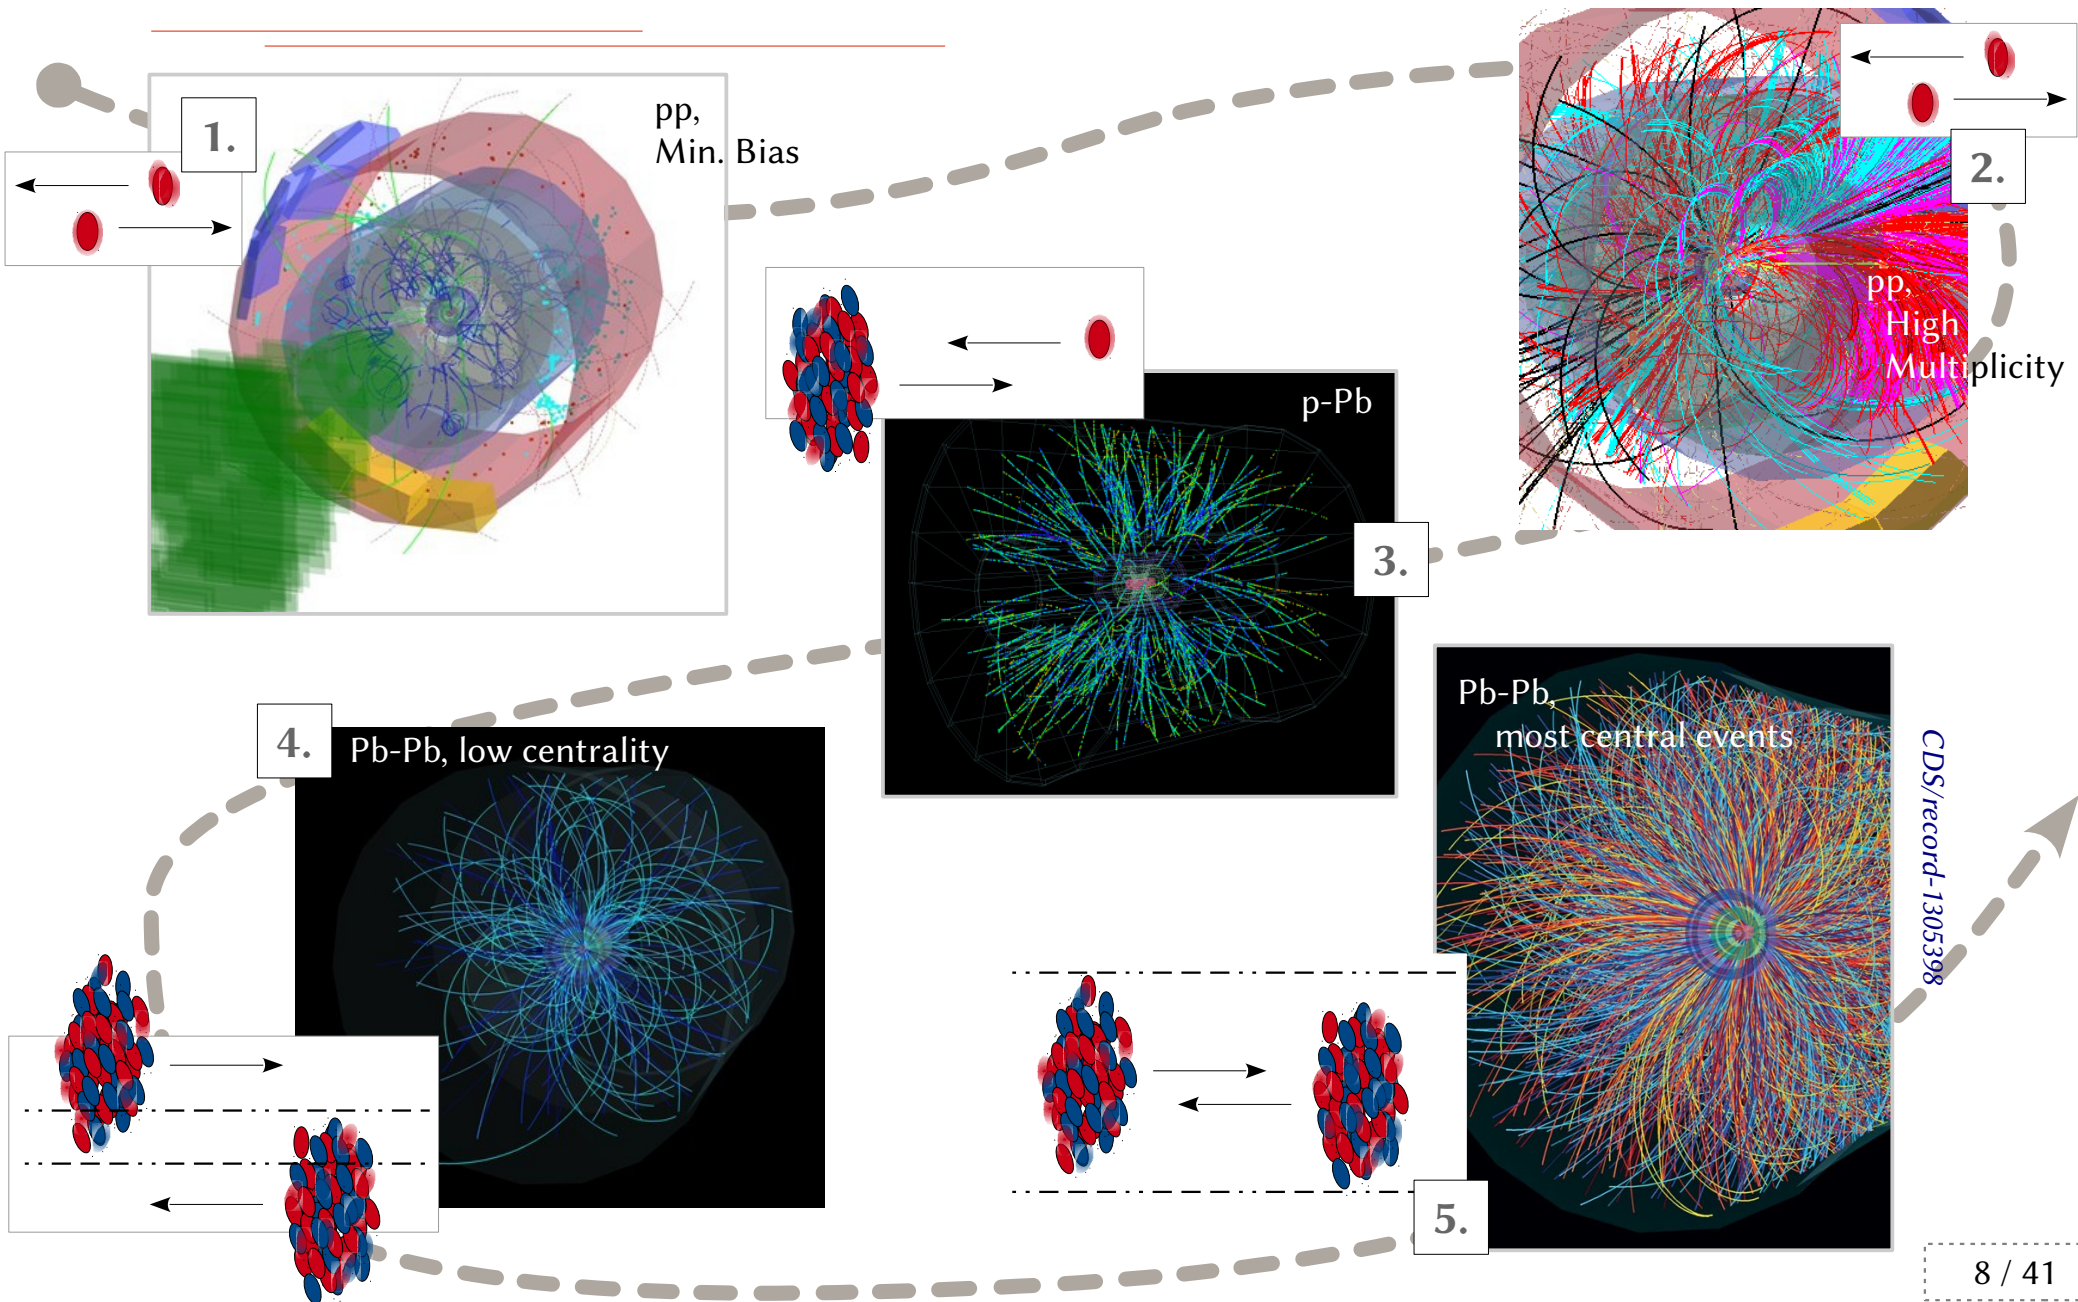 1.
pp,
Min. Bias
2.
pp,
High
Multiplicity
p-Pb
3.
4.
Pb-Pb, low centrality
Pb-Pb,
most central events
CDS/record-1305398
5.
8 / 41